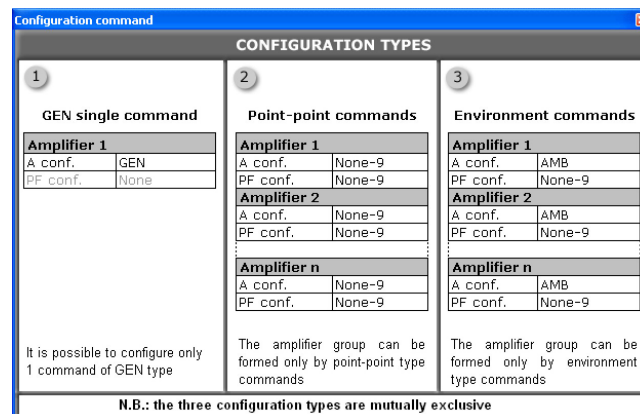 Configuration command
CONFIGURATION TYPES
1
GEN single command
Amplifier 1
A conf. GEN
PF conf. None
It is possible to configure only
1 command of GEN type
2
Point-point commands
Amplifier 1
A conf. None-9
PF conf. None-9
Amplifier 2
A conf. None-9
PF conf. None-9
Amplifier n
A conf. None-9
PF conf. None-9
The amplifier group can be
formed only by point-point type
commands
3
Environment commands
Amplifier 1
A conf. AMB
PF conf. None-9
Amplifier 2
A conf. AMB
PF conf. None-9
Amplifier n
A conf. AMB
PF conf. None-9
The amplifier group can be
formed only by environment
type commands
N.B.: the three configuration types are mutually exclusive